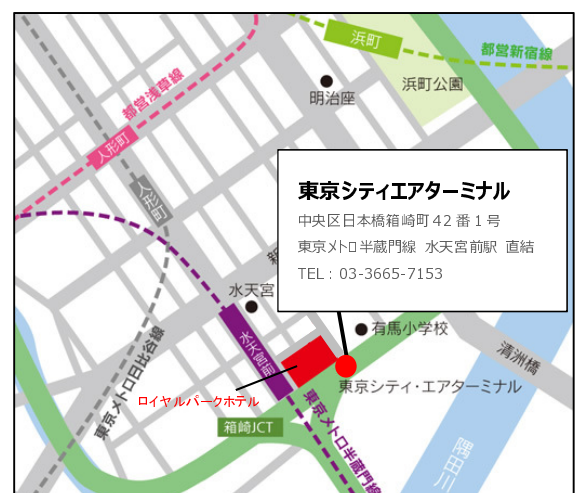 浜町
都営新宿線
都営浅草線
明治座
浜町公園
人形町
人形町
東京シティエアターミナル
中央区日本橋箱崎町42番1号
東京メトロ半蔵門線 水天宮前駅 直結
TEL : 03-3665-7153
新
水天宮
水天宮前
有馬小学校
清洲橋
東京メトロ日比谷線
東京シティ・エアターミナル
ロイヤルパークホテル
箱崎JCT
東京メトロ半蔵門線
隅田川